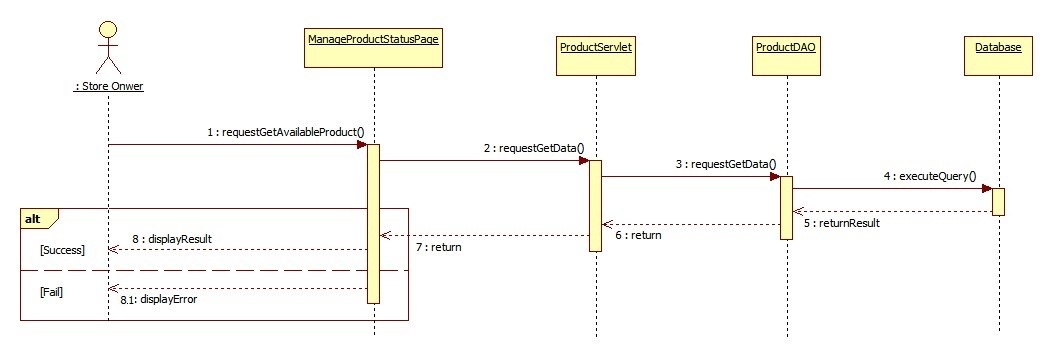 ManageProductStatusPage
ProductServlet
ProductDAO
Database
: Store Onwer
1 : requestGetAvailableProduct()
2 : requestGetData()
3 : requestGetData()
4 : executeQuery()
alt
5 : returnResult
6 : return
7 : return
8 : displayResult
[Success]
[Fail]
8.1 : displayError